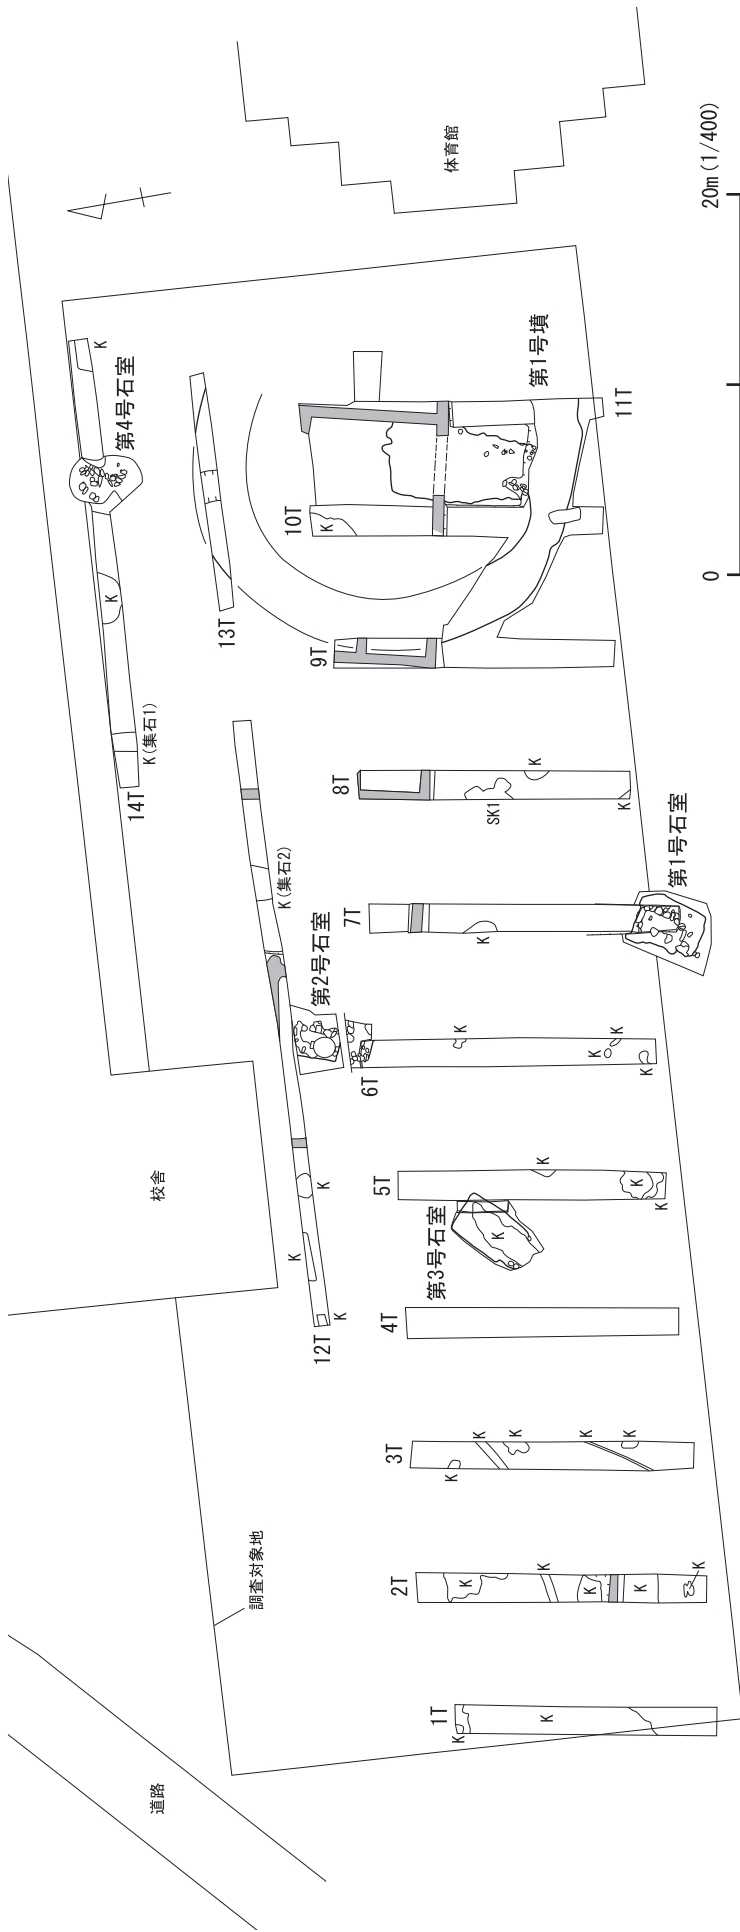 体育館
20m(1/400)
0
K
第4号石室
K
K(集石1)
14T
13T
第1号墳
11T
10T
K
9T
8T
SK1
K
K
K(集石2)
第2号石室
7T
K
第1号石室
6T
K
K
K
K
校舎
12T
K
K
K
5T
K
K
K
第3号石室
K
4T
3T
K
K
K
K
K
調査対象地
2T
K
K
K
K
K
道路
1T
K
K